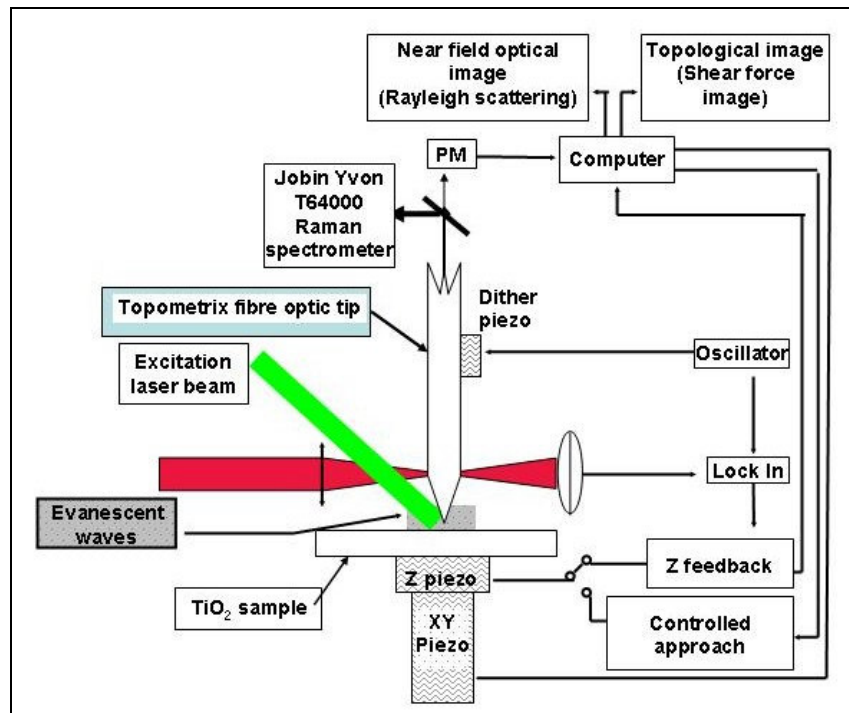 Near field optical
image
(Rayleigh scattering)
Topological image
(Shear force
image)
PM
Computer
Jobin Yvon
T64000
Raman
spectrometer
Topometrix fibre optic tip
Dither
piezo
Excitation
laser beam
Oscillator
Lock In
Evanescent
waves
Z piezo
Z feedback
TiO₂ sample
XY
Piezo
Controlled
approach